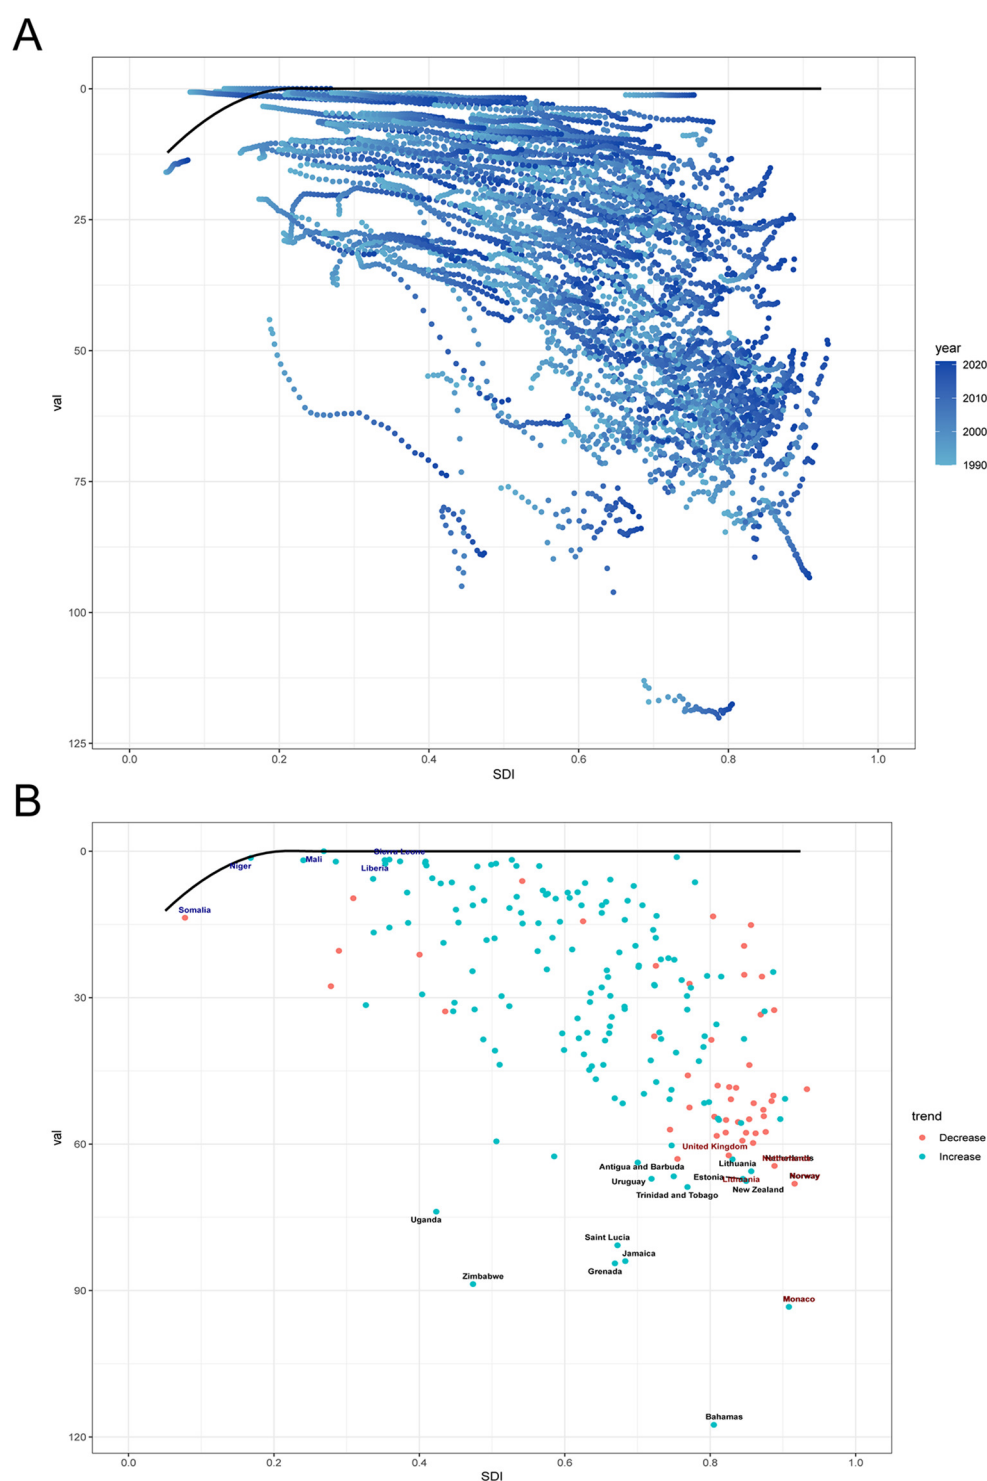 A
0
25
50
75
100
125
val
0.0
0.2
0.4
0.6
0.8
1.0
SDI
year
2020
2010
2000
1990
B
0
30
60
90
120
val
Sierra Leone
Niger
Mali
Liberia
Somalia
United Kingdom
Antigua and Barbuda
Lithuania
Netherlands
Uruguay
Estonia
Lithuania
Norway
Trinidad and Tobago
New Zealand
Uganda
Saint Lucia
Jamaica
Grenada
Zimbabwe
Monaco
Bahamas
0.0
0.2
0.4
0.6
0.8
1.0
SDI
trend
Decrease
Increase